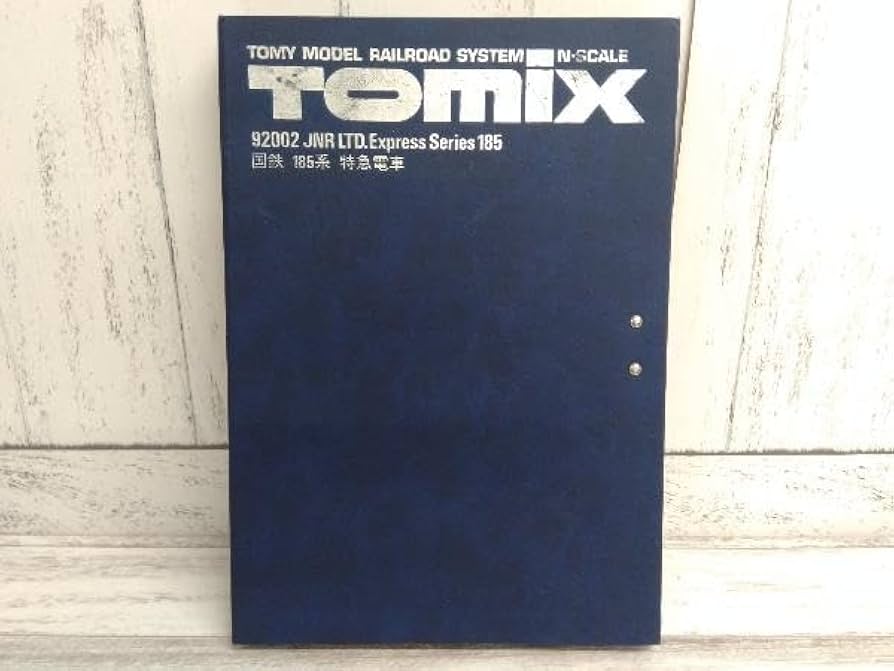 TOMY MODEL RAILROAD SYSTEM N·SCALE
TOMIX
92002 JNR LTD.Express Series 185
国鉄 185系 特急電車